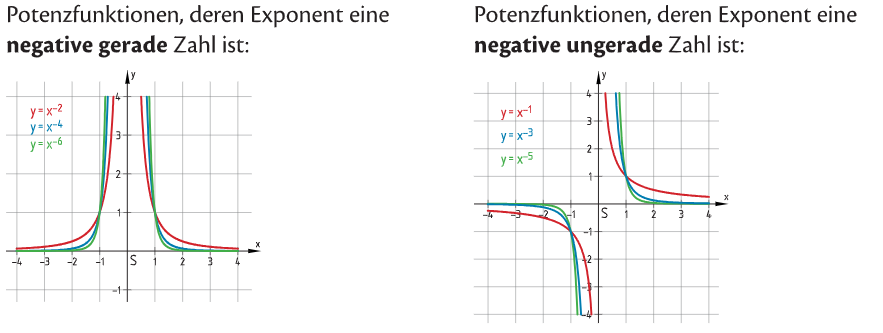 Potenzfunktionen, deren Exponent eine
negative gerade Zahl ist:
y
4
y = x⁻²
y = x⁻⁴
y = x⁻⁶
3
2
1
x
-4 -3 -2 -1 S 1 2 3 4
-1
Potenzfunktionen, deren Exponent eine
negative ungerade Zahl ist:
y
4
y = x⁻¹
3
y = x⁻³
2
y = x⁻⁵
1
x
-4 -3 -2 -1 S 1 2 3 4
-1
-2
-3
-4